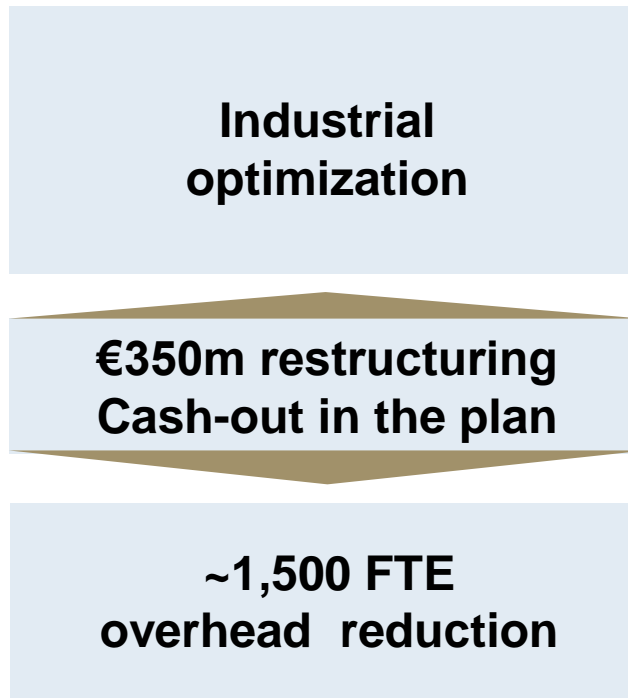 Industrial
optimization
€350m restructuring
Cash-out in the plan
~1,500 FTE
overhead reduction